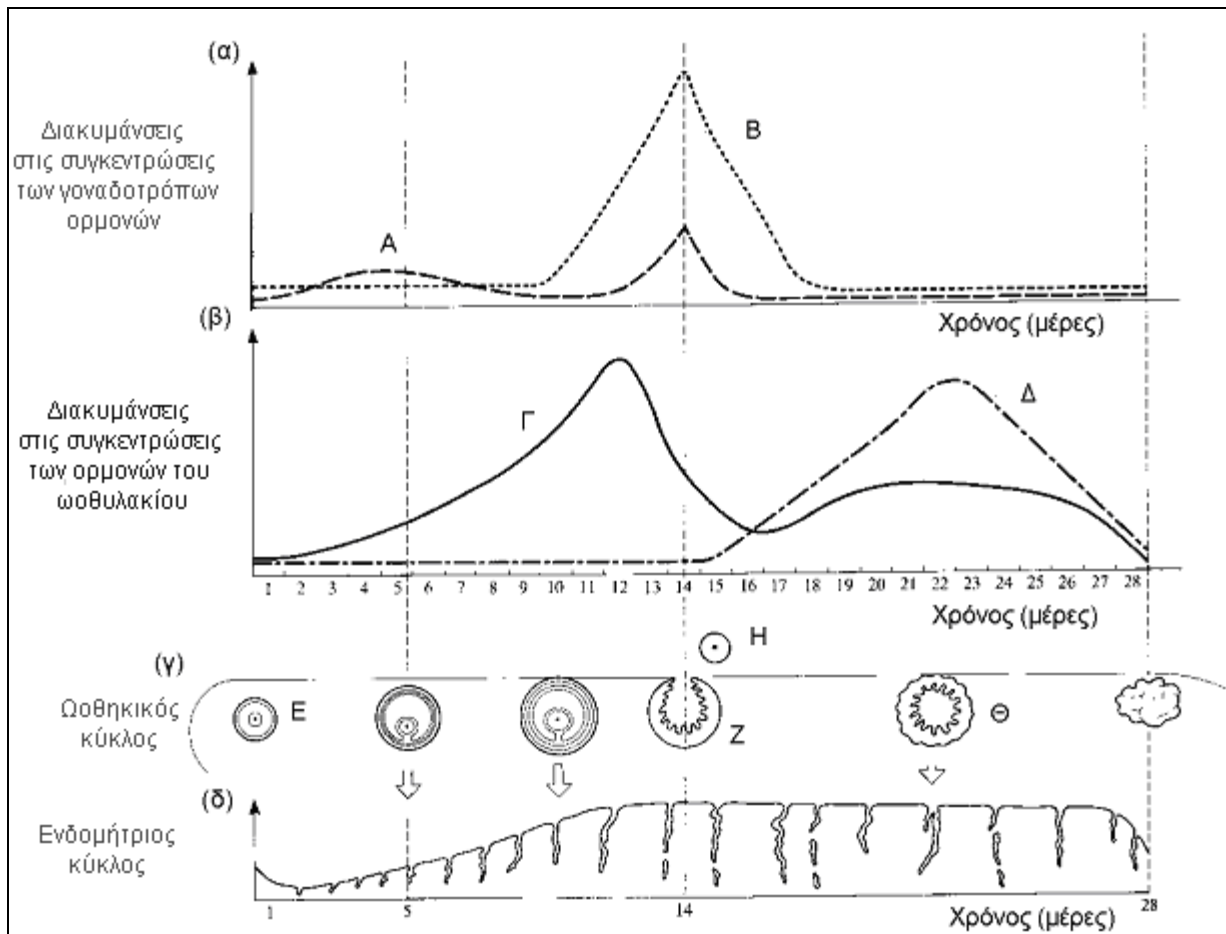 (α)
Διακυμάνσεις
στις συγκεντρώσεις
των γοναδοτρόπων
ορμονών
Α
Β
Χρόνος (μέρες)
(β)
Διακυμάνσεις
στις συγκεντρώσεις
των ορμονών του
ωοθυλακίου
Γ
Δ
1 2 3 4 5 6 7 8 9 10 11 12 13 14 15 16 17 18 19 20 21 22 23 24 25 26 27 28
Χρόνος (μέρες)
(γ)
Ωοθηκικός
κύκλος
Ε
Ζ
Η
Θ
(δ)
Ενδομήτριος
κύκλος
1 5 14 28
Χρόνος (μέρες)